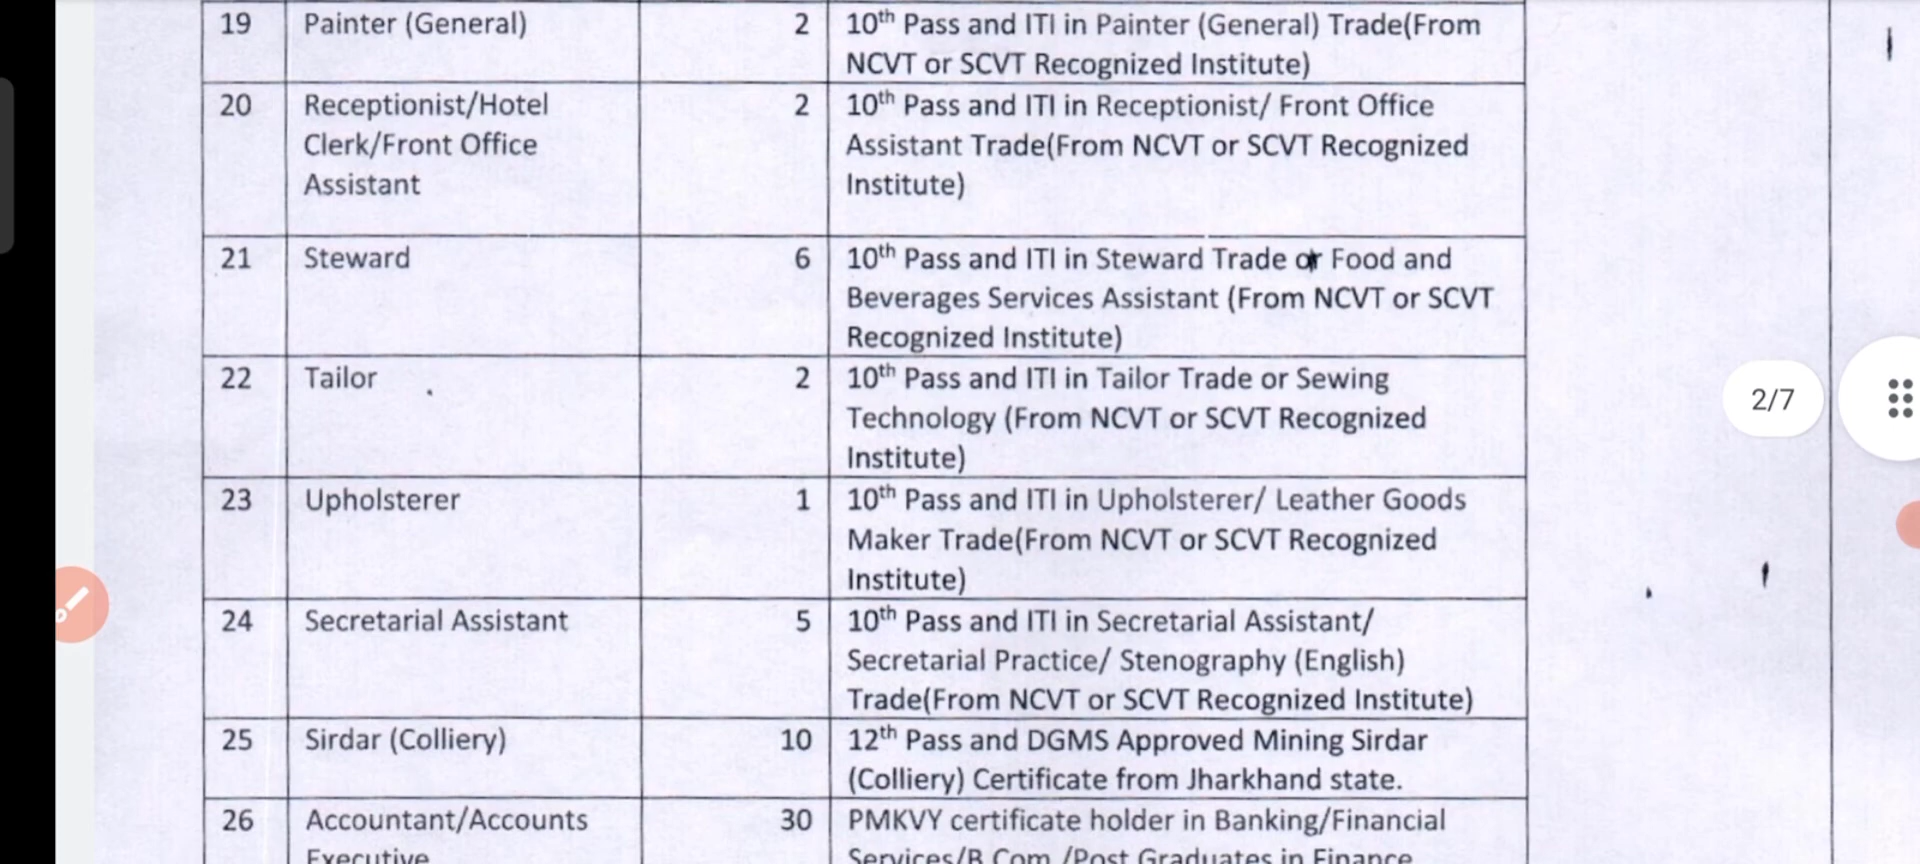 19 Painter (General) 2 10th Pass and ITI in Painter (General) Trade(From
NCVT or SCVT Recognized Institute)
20 Receptionist/Hotel 2 10th Pass and ITI in Receptionist/ Front Office
Clerk/Front Office Assistant Trade(From NCVT or SCVT Recognized
Assistant Institute)
21 Steward 6 10th Pass and ITI in Steward Trade or Food and
Beverages Services Assistant (From NCVT or SCVT
Recognized Institute)
22 Tailor 2 10th Pass and ITI in Tailor Trade or Sewing
Technology (From NCVT or SCVT Recognized
Institute)
2/7
23 Upholsterer 1 10th Pass and ITI in Upholsterer/ Leather Goods
Maker Trade(From NCVT or SCVT Recognized
Institute)
24 Secretarial Assistant 5 10th Pass and ITI in Secretarial Assistant/
Secretarial Practice/ Stenography (English)
Trade(From NCVT or SCVT Recognized Institute)
25 Sirdar (Colliery) 10 12th Pass and DGMS Approved Mining Sirdar
(Colliery) Certificate from Jharkhand state.
26 Accountant/Accounts 30 PMKVY certificate holder in Banking/Financial
Executive Services/B.Com./Post Graduates in Finance